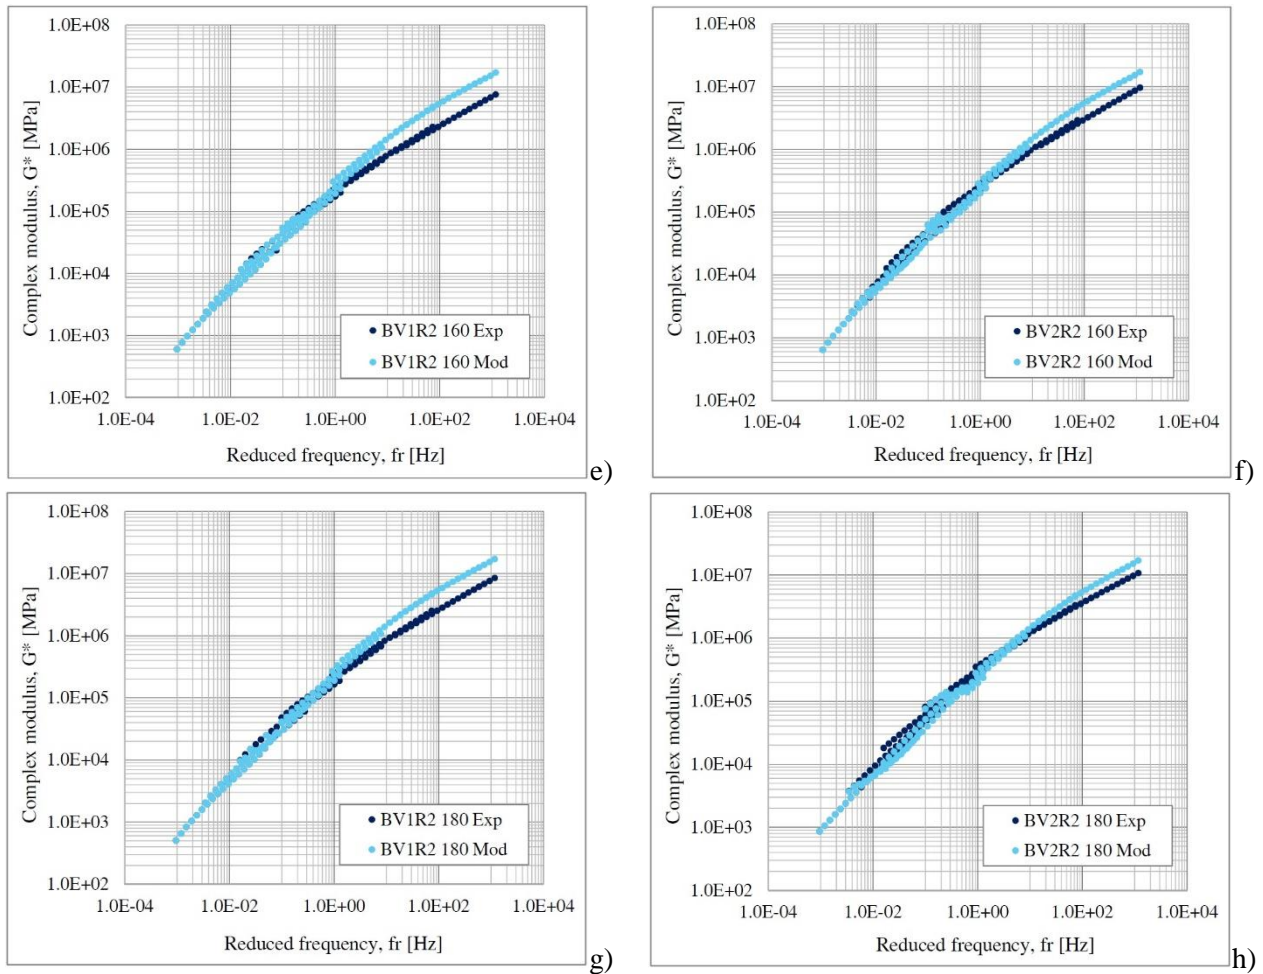 1.0E+08
1.0E+07
1.0E+06
1.0E+05
1.0E+04
1.0E+03
1.0E+02
Complex modulus, G* [MPa]
BV1R2 160 Exp
BV1R2 160 Mod
1.0E-04 1.0E-02 1.0E+00 1.0E+02 1.0E+04
Reduced frequency, fr [Hz]
e)
1.0E+08
1.0E+07
1.0E+06
1.0E+05
1.0E+04
1.0E+03
1.0E+02
Complex modulus, G* [MPa]
BV2R2 160 Exp
BV2R2 160 Mod
1.0E-04 1.0E-02 1.0E+00 1.0E+02 1.0E+04
Reduced frequency, fr [Hz]
f)
1.0E+08
1.0E+07
1.0E+06
1.0E+05
1.0E+04
1.0E+03
1.0E+02
Complex modulus, G* [MPa]
BV1R2 180 Exp
BV1R2 180 Mod
1.0E-04 1.0E-02 1.0E+00 1.0E+02 1.0E+04
Reduced frequency, fr [Hz]
g)
1.0E+08
1.0E+07
1.0E+06
1.0E+05
1.0E+04
1.0E+03
1.0E+02
Complex modulus, G* [MPa]
BV2R2 180 Exp
BV2R2 180 Mod
1.0E-04 1.0E-02 1.0E+00 1.0E+02 1.0E+04
Reduced frequency, fr [Hz]
h)